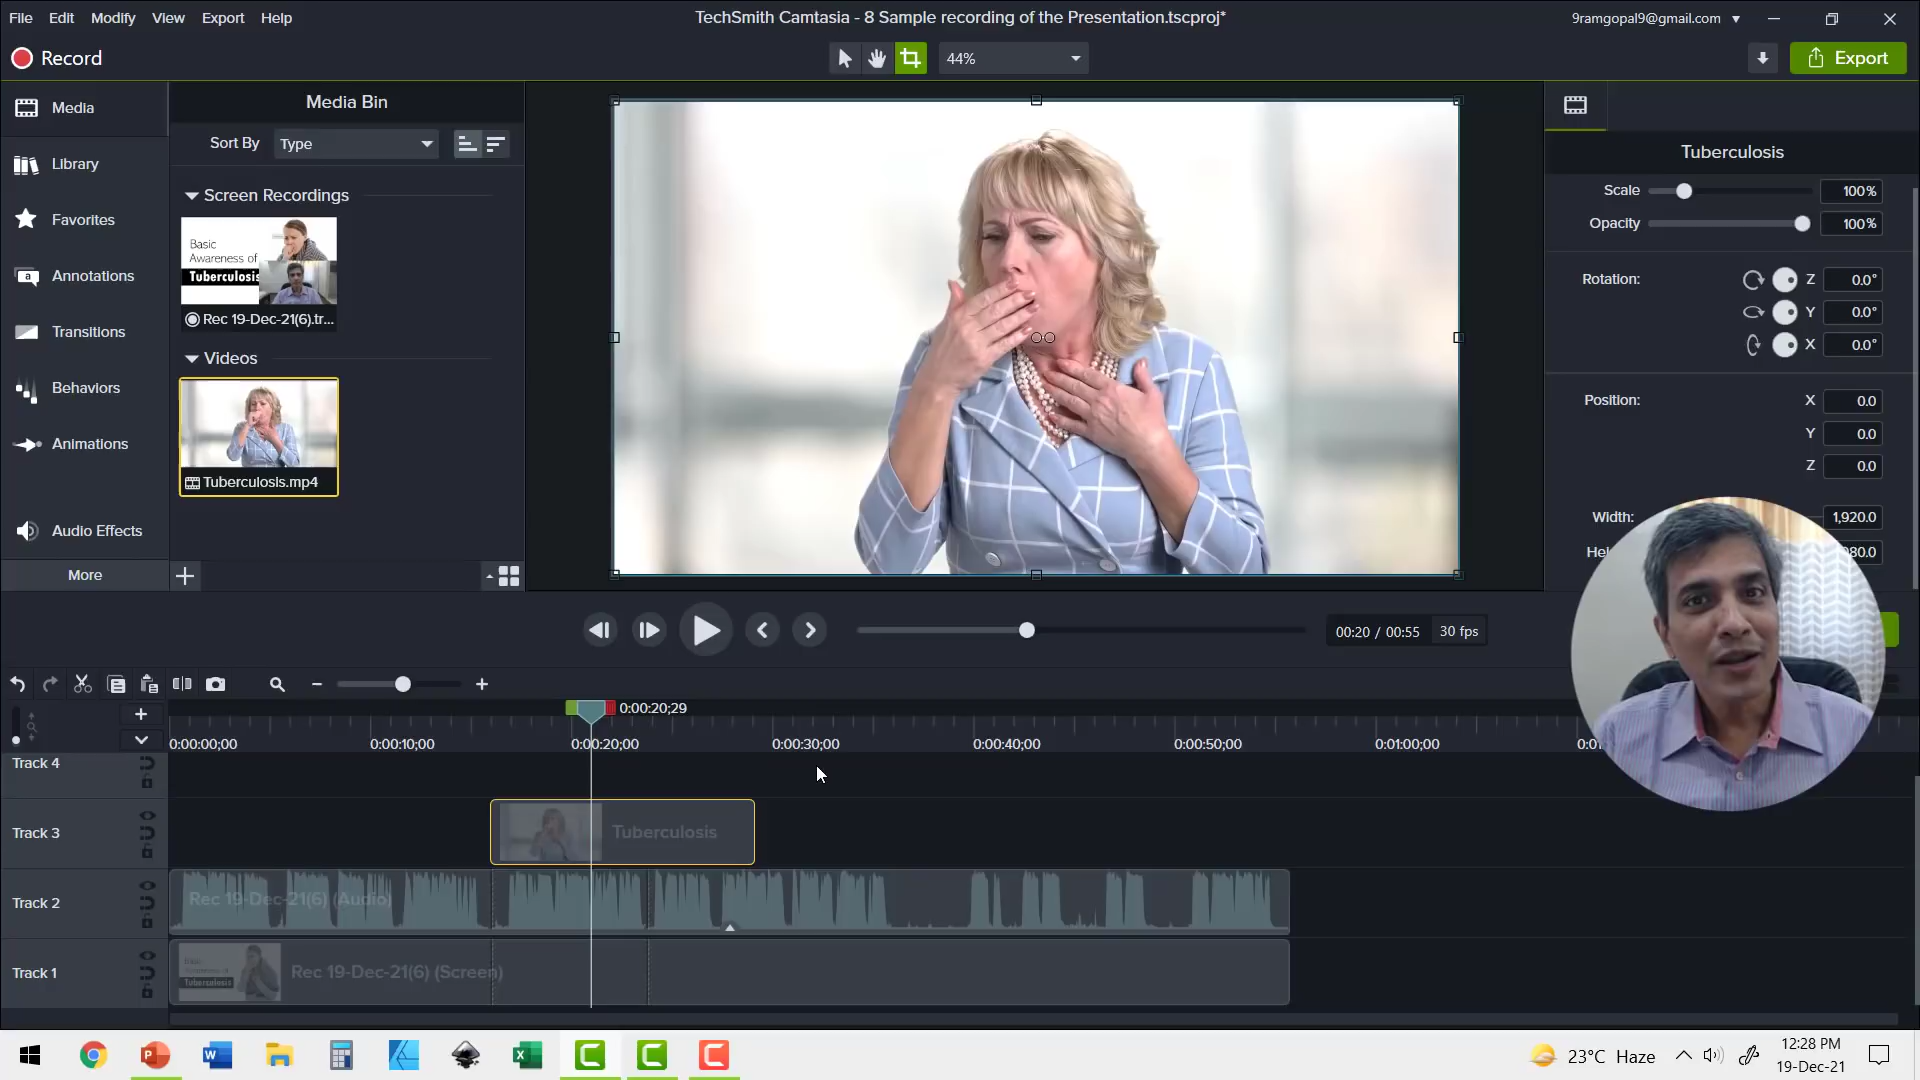 File Edit Modify View Export Help
TechSmith Camtasia - 8 Sample recording of the Presentation.tscproj*
9ramgopal9@gmail.com
Record
44%
Export
Media
Library
Favorites
Annotations
Transitions
Behaviors
Animations
Audio Effects
More
Media Bin
Sort By Type
Screen Recordings
Basic
Awareness of
Tuberculosis
Rec 19-Dec-21(6).tr...
Videos
Tuberculosis.mp4
Tuberculosis
Scale 100%
Opacity 100%
Rotation: Z 0.0°
Y 0.0°
X 0.0°
Position: X 0.0
Y 0.0
Z 0.0
Width: 1,920.0
00:20 / 00:55 30 fps
0:00:20;29
0:00:00;00 0:00:10;00 0:00:20;00 0:00:30;00 0:00:40;00 0:00:50;00 0:01:00;00
Track 4
Track 3
Tuberculosis
Track 2
Rec 19-Dec-21(6) (Audio)
Track 1
Rec 19-Dec-21(6) (Screen)
23°C Haze
12:28 PM
19-Dec-21